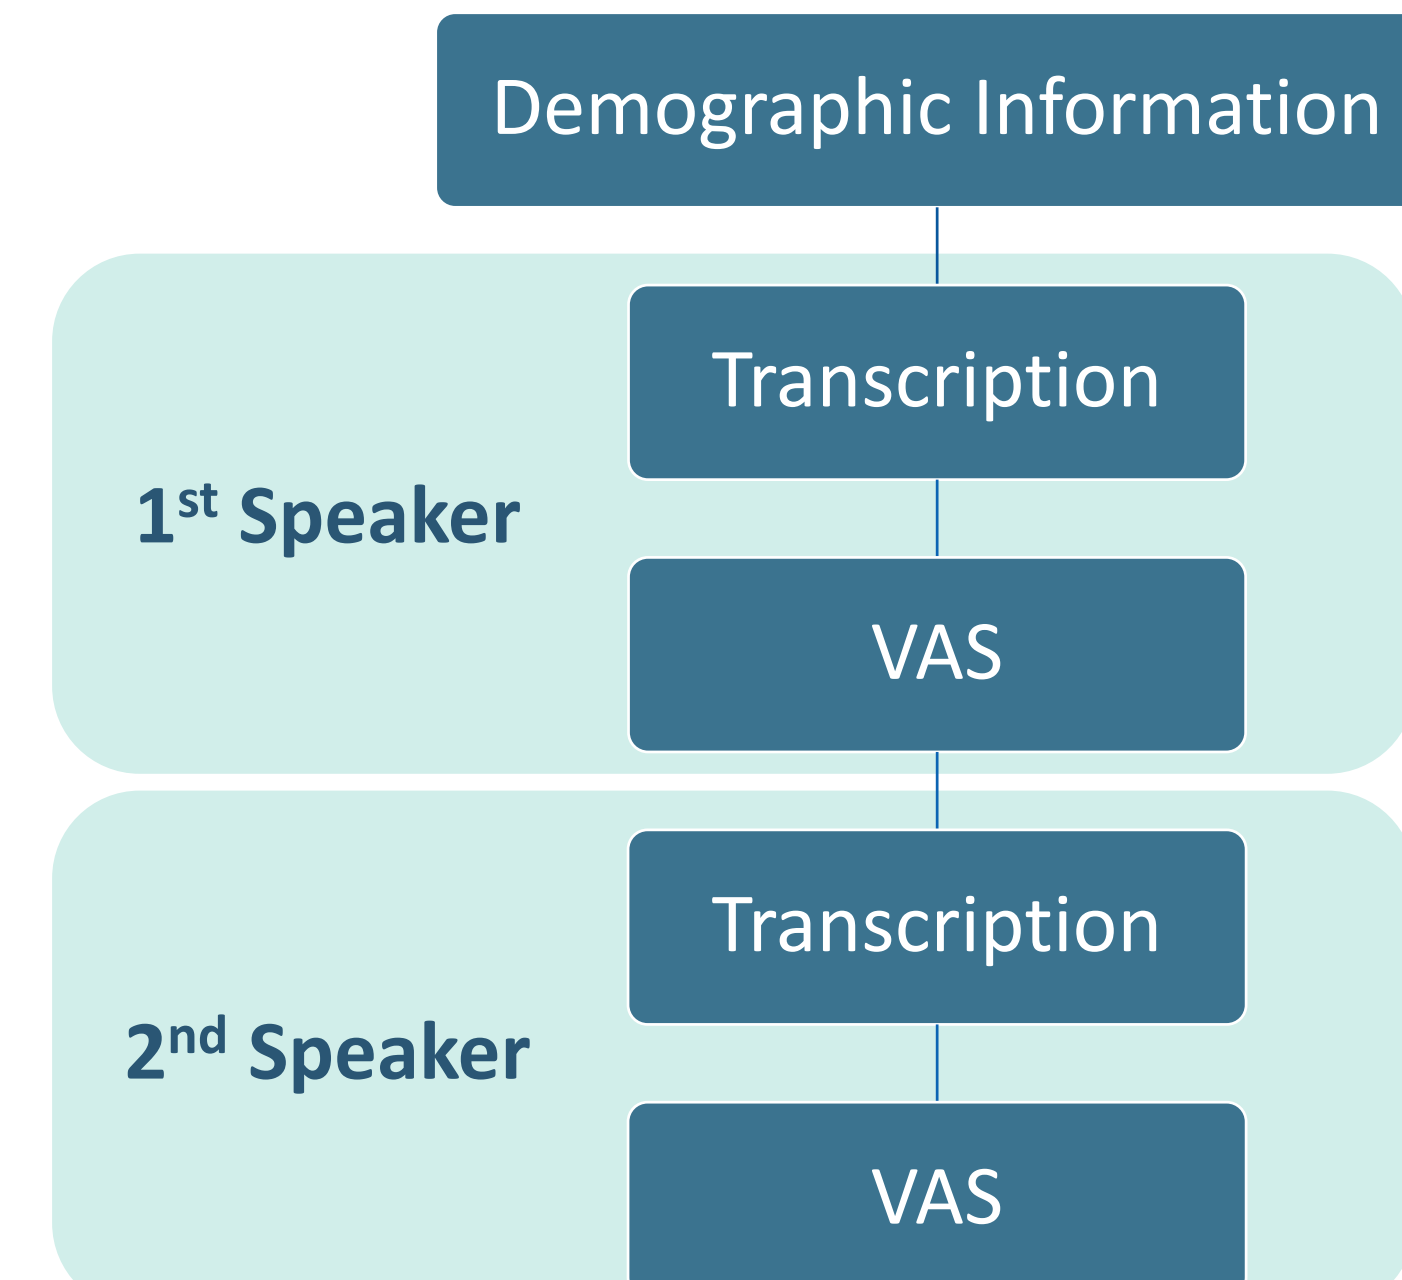 Demographic Information
Transcription
1st Speaker
VAS
Transcription
2nd Speaker
VAS